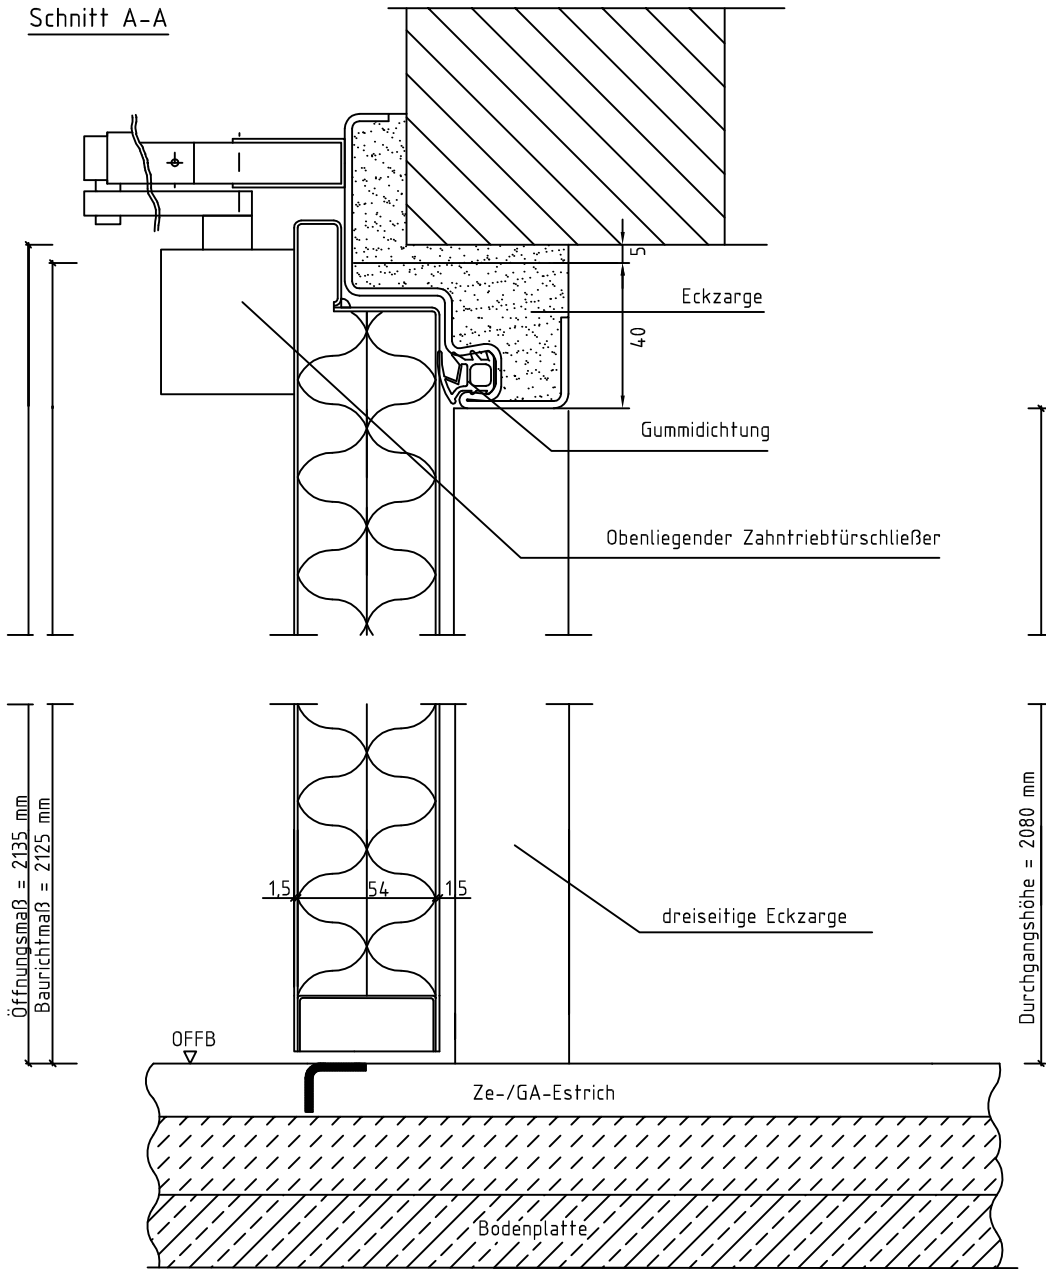 Schnitt A-A
5
Eckzarge
40
Gummidichtung
Obenliegender Zahntriebtürschließer
Öffnungsmaß = 2135 mm
Baurichtmaß = 2125 mm
Durchgangshöhe = 2080 mm
1,5 54 1,5
dreiseitige Eckzarge
OFFB
Ze-/GA-Estrich
Bodenplatte